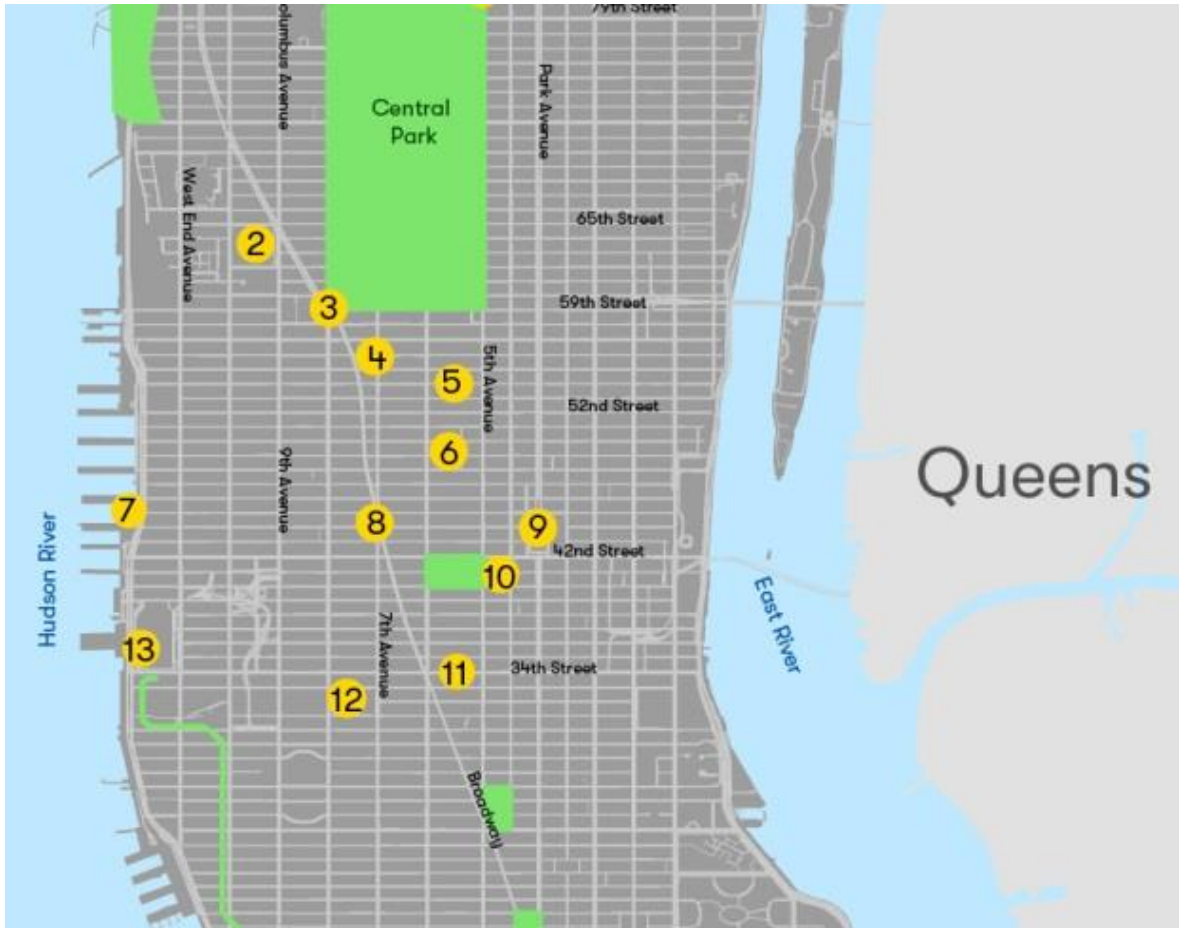 79th Street
olumbus Avenue
Park Avenue
Central
Park
West End Avenue
65th Street
2
59th Street
3
4
5th Avenue
5
52nd Street
6
9th Avenue
Queens
7
8
9
42nd Street
10
Hudson River
East River
7th Avenue
13
11
34th Street
12
Broadway